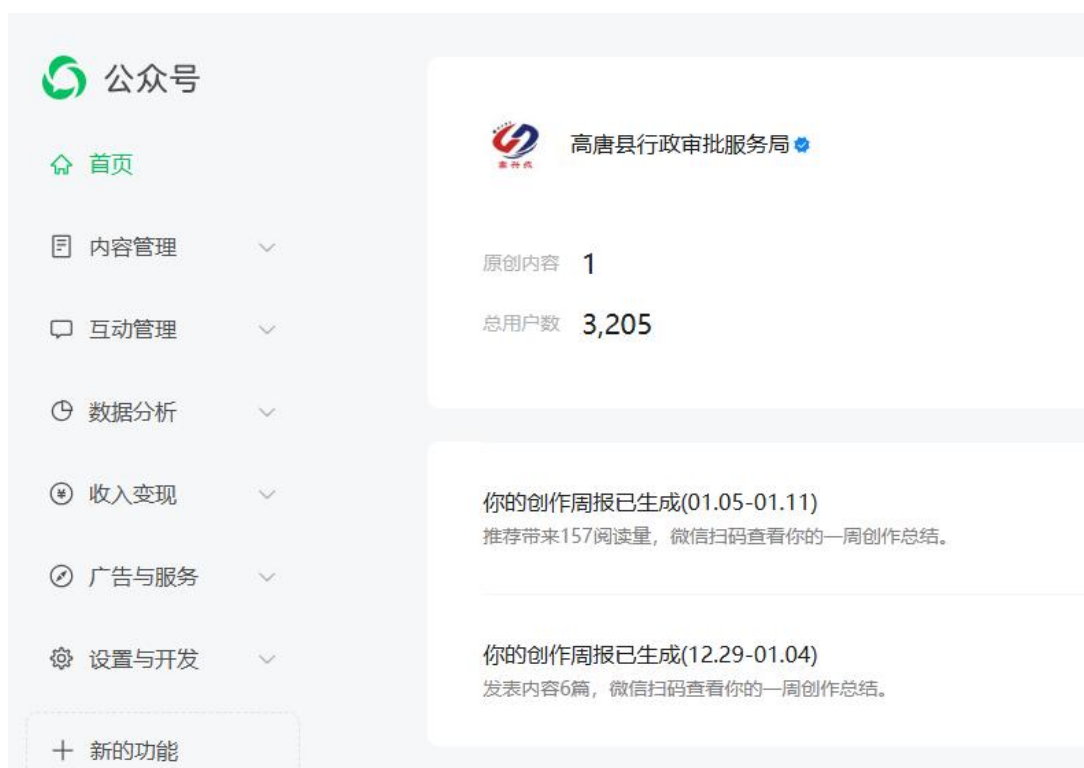 公众号
首页
内容管理
互动管理
数据分析
收入变现
广告与服务
设置与开发
新的功能
高唐县行政审批服务局
原创内容 1
总用户数 3,205
你的创作周报已生成(01.05-01.11)
推荐带来157阅读量，微信扫码查看你的一周创作总结。
你的创作周报已生成(12.29-01.04)
发表内容6篇，微信扫码查看你的一周创作总结。